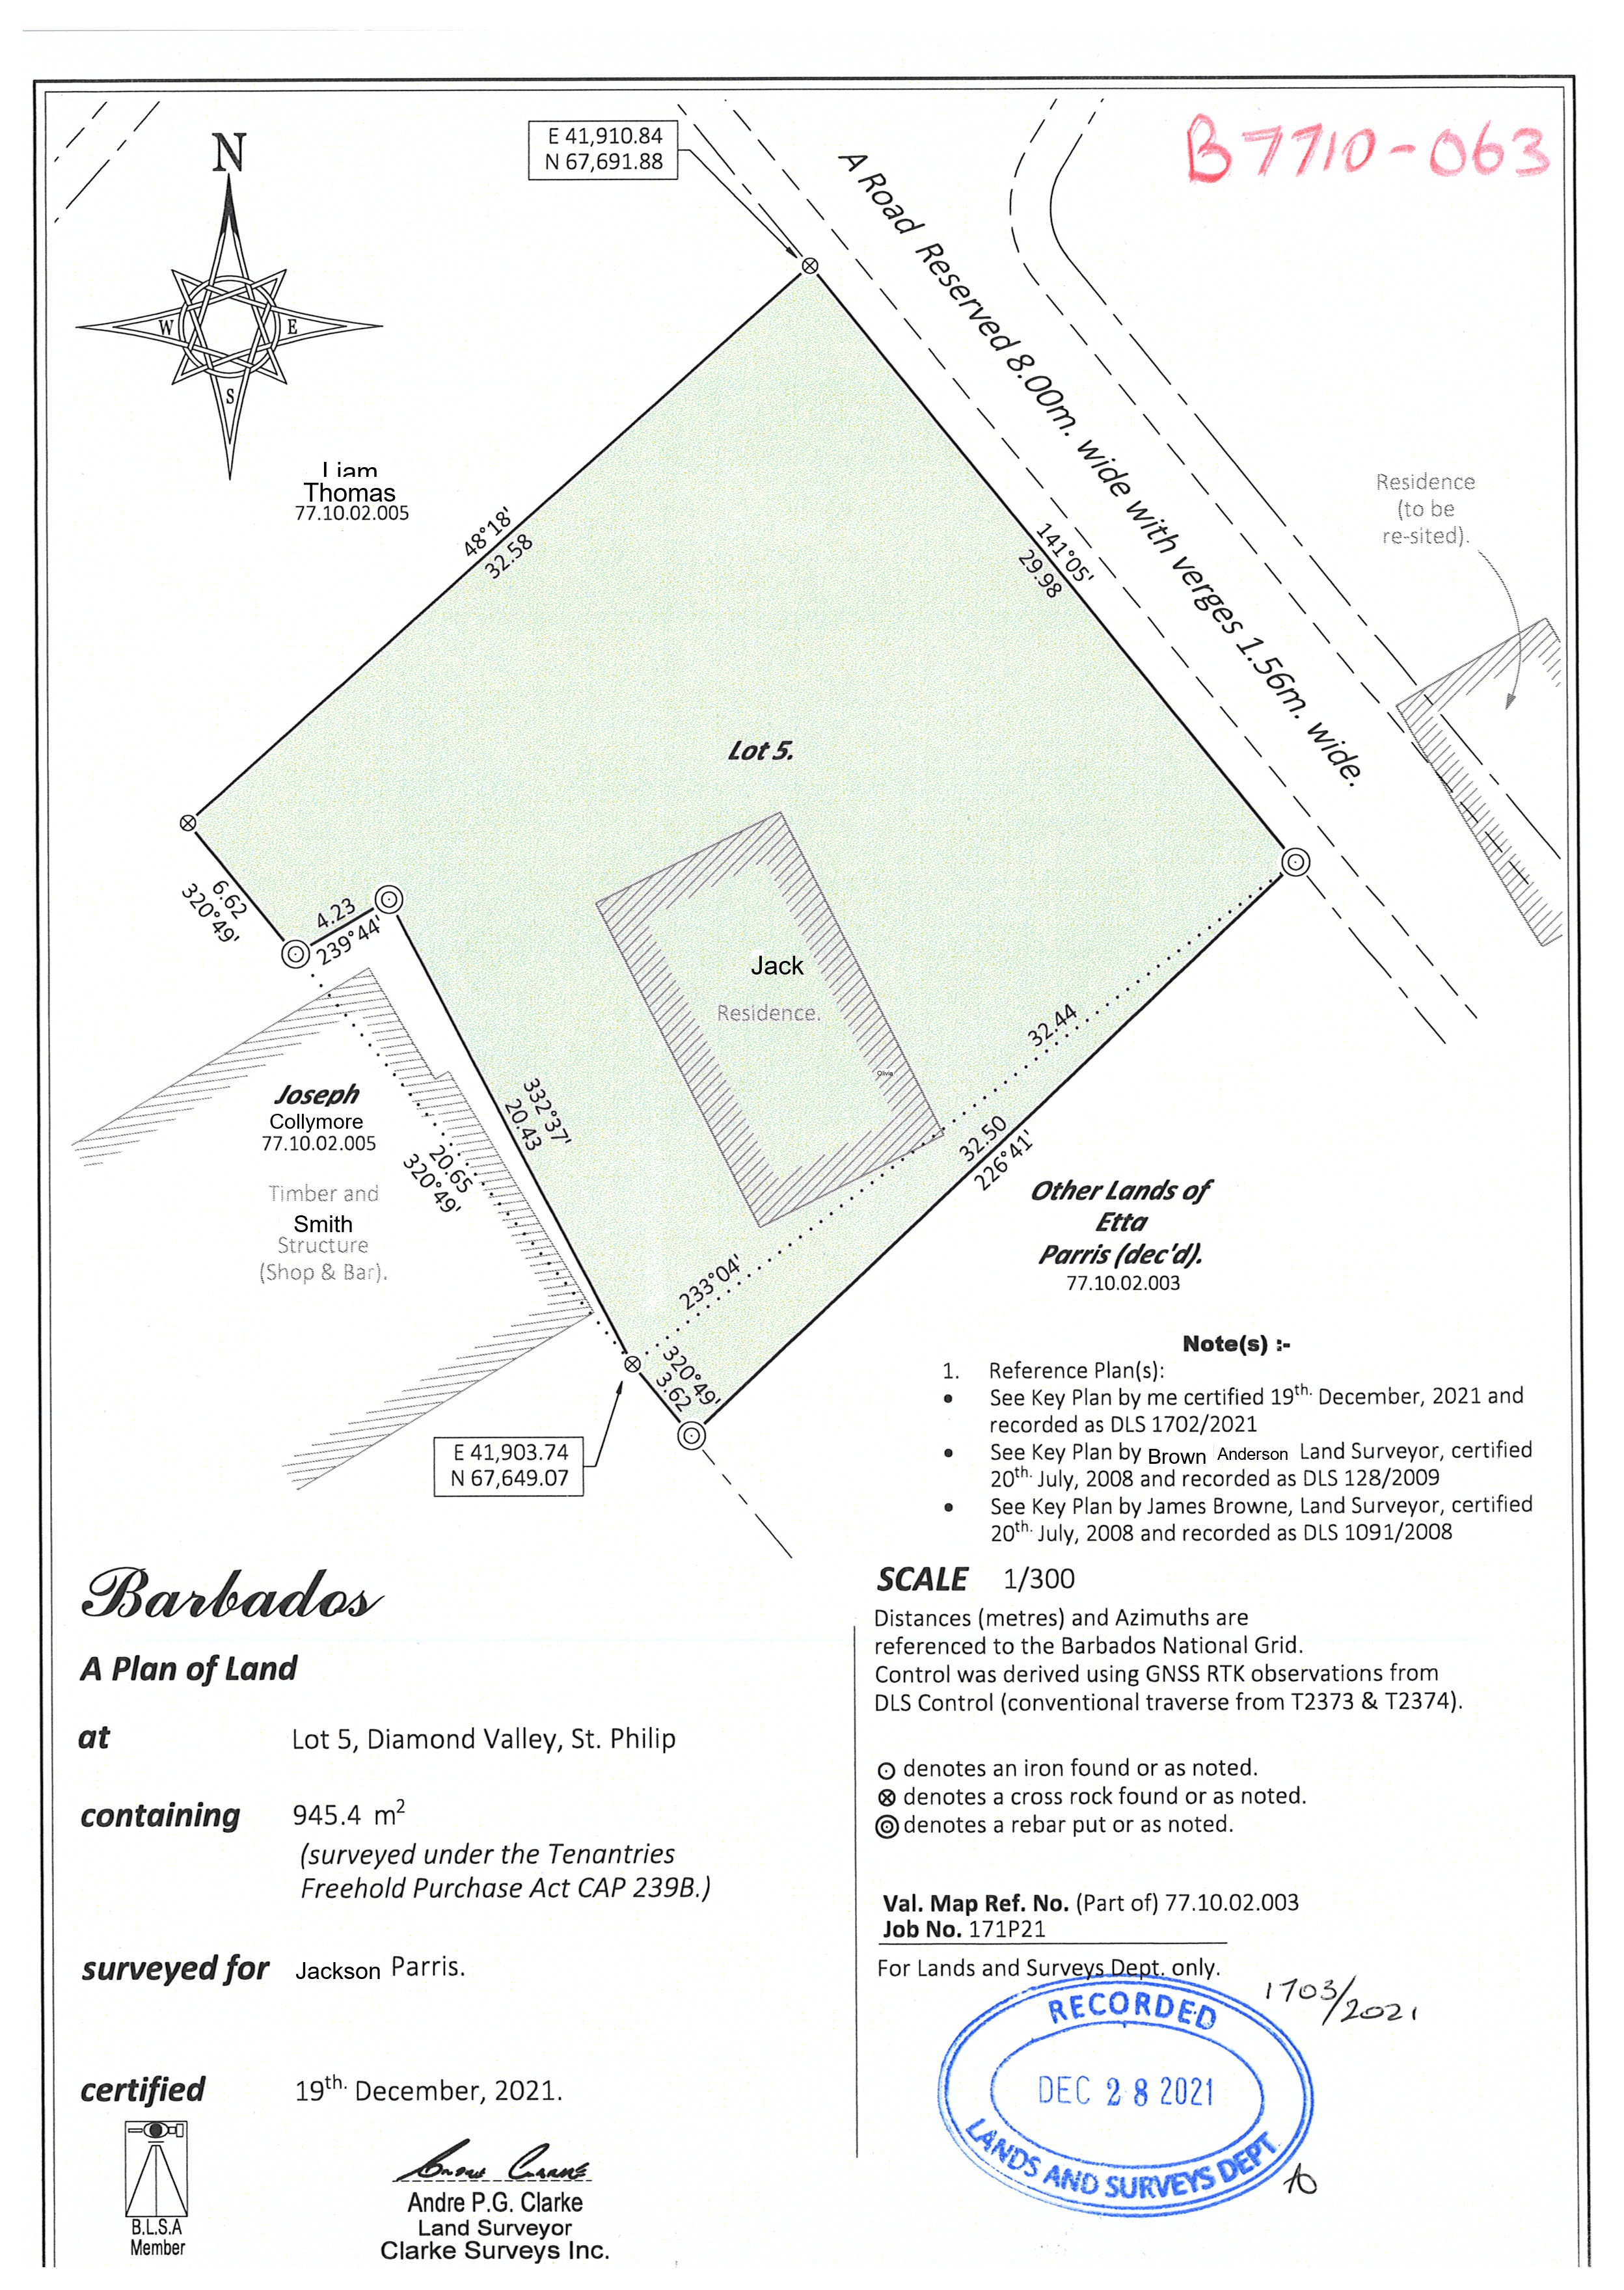 B7710-063
E 41,910.84
N 67,691.88
N
W
E
S
A Road Reserved 8.00m. wide with verges 1.56m. wide.
Liam
Thomas
77.10.02.005
48°18'
32.58
141°05'
29.98
Residence
(to be
re-sited).
Lot 5.
6.62
320°49'
4.23
239°44'
Jack
Residence.
Olivia
32.44
32.50
226°41'
332°37'
20.43
Joseph
Collymore
77.10.02.005
20.65
320°49'
Timber and
Smith
Structure
(Shop & Bar).
233°04'
320°49'
3.62
Other Lands of
Etta
Parris (dec'd).
77.10.02.003
E 41,903.74
N 67,649.07
Note(s) :-
1. Reference Plan(s):
• See Key Plan by me certified 19th. December, 2021 and
recorded as DLS 1702/2021
• See Key Plan by Brown Anderson Land Surveyor, certified
20th. July, 2008 and recorded as DLS 128/2009
• See Key Plan by James Browne, Land Surveyor, certified
20th. July, 2008 and recorded as DLS 1091/2008
Barbados
A Plan of Land
at Lot 5, Diamond Valley, St. Philip
containing 945.4 m2
(surveyed under the Tenantries
Freehold Purchase Act CAP 239B.)
surveyed for Jackson Parris.
certified 19th. December, 2021.
B.L.S.A
Member
Andre P.G. Clarke
Land Surveyor
Clarke Surveys Inc.
SCALE 1/300
Distances (metres) and Azimuths are
referenced to the Barbados National Grid.
Control was derived using GNSS RTK observations from
DLS Control (conventional traverse from T2373 & T2374).
denotes an iron found or as noted.
denotes a cross rock found or as noted.
denotes a rebar put or as noted.
Val. Map Ref. No. (Part of) 77.10.02.003
Job No. 171P21
For Lands and Surveys Dept. only.
1703/2021
RECORDED
DEC 28 2021
LANDS AND SURVEYS DEPT